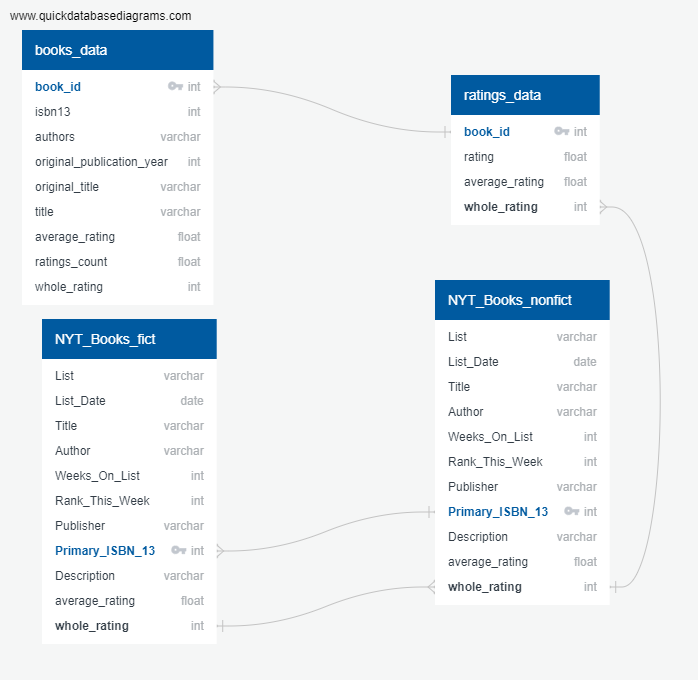 www.quickdatabasediagrams.com
books_data
book_id int
isbn13 int
authors varchar
original_publication_year int
original_title varchar
title varchar
average_rating float
ratings_count float
whole_rating int
ratings_data
book_id int
rating float
average_rating float
whole_rating int
NYT_Books_fict
List varchar
List_Date date
Title varchar
Author varchar
Weeks_On_List int
Rank_This_Week int
Publisher varchar
Primary_ISBN_13 int
Description varchar
average_rating float
whole_rating int
NYT_Books_nonfict
List varchar
List_Date date
Title varchar
Author varchar
Weeks_On_List int
Rank_This_Week int
Publisher varchar
Primary_ISBN_13 int
Description varchar
average_rating float
whole_rating int